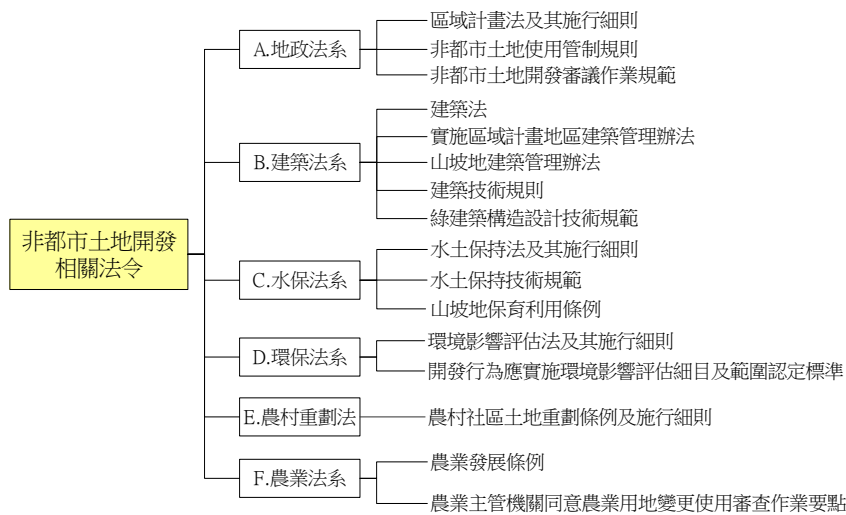 非都市土地開發
相關法令
A.地政法系
區域計畫法及其施行細則
非都市土地使用管制規則
非都市土地開發審議作業規範
B.建築法系
建築法
實施區域計畫地區建築管理辦法
山坡地建築管理辦法
建築技術規則
綠建築構造設計技術規範
C.水保法系
水土保持法及其施行細則
水土保持技術規範
山坡地保育利用條例
D.環保法系
環境影響評估法及其施行細則
開發行為應實施環境影響評估細目及範圍認定標準
E.農村重劃法
農村社區土地重劃條例及施行細則
F.農業法系
農業發展條例
農業主管機關同意農業用地變更使用審查作業要點